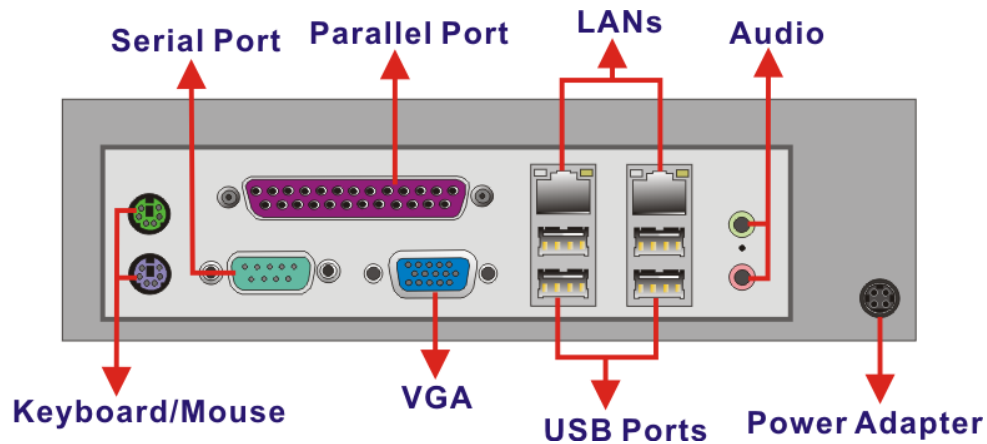 LANs
Serial Port
Parallel Port
Audio
Keyboard/Mouse
VGA
USB Ports
Power Adapter